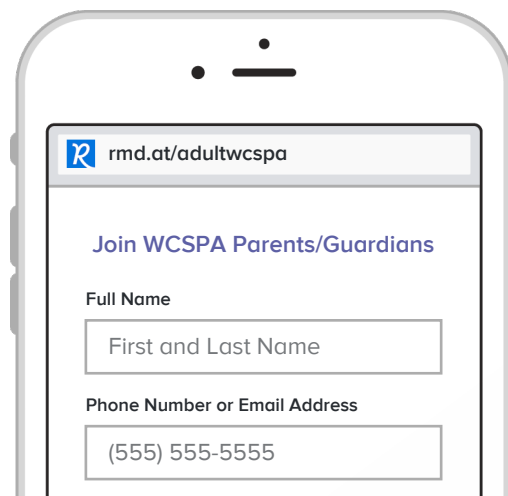 R rmd.at/adultwcspa
Join WCSPA Parents/Guardians
Full Name
First and Last Name
Phone Number or Email Address
(555) 555-5555